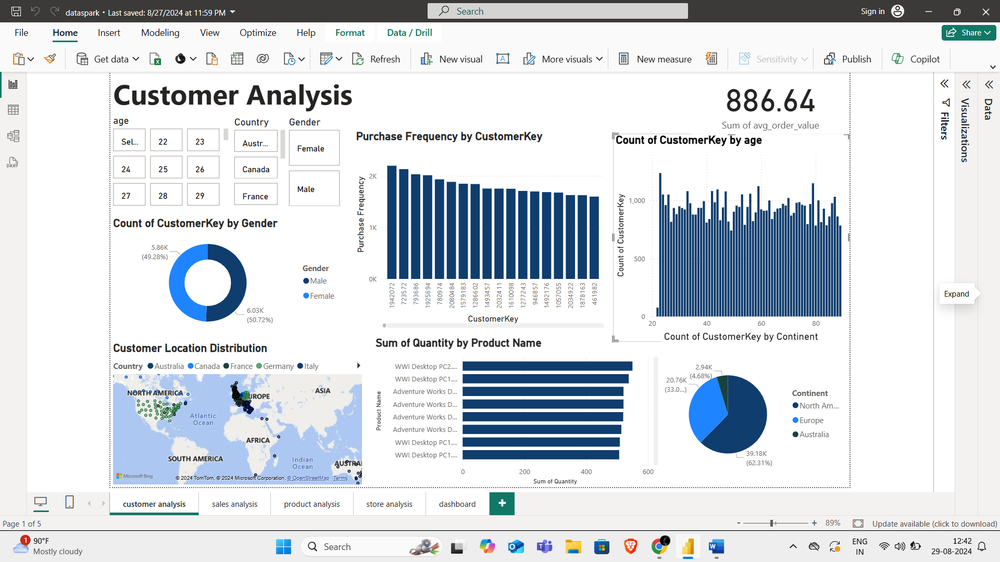 dataspark • Last saved: 8/27/2024 at 11:59 PM
Search
Sign in
File Home Insert Modeling View Optimize Help Format Data / Drill
Share
Get data
Refresh
New visual
More visuals
New measure
Sensitivity
Publish
Copilot
DAX
Customer Analysis
886.64
Sum of avg_order_value
age
Sel... 22 23
24 25 26
27 28 29
Country
Austr...
Canada
France
Gender
Female
Male
Purchase Frequency by CustomerKey
Purchase Frequency
2K
1K
0K
1942072
723572
793686
1925694
780974
2080484
1579183
1286602
1493457
2032411
1610098
1277243
946857
1492176
1057055
2034922
1878163
461982
CustomerKey
Count of CustomerKey by age
Count of CustomerKey
1,000
500
0
20 40 60 80
Count of CustomerKey by Gender
5.86K
(49.28%)
6.03K
(50.72%)
Gender
Male
Female
Customer Location Distribution
Country Australia Canada France Germany Italy
NORTH AMERICA
UROPE
ASIA
Atlantic
Ocean
AFRICA
SOUTH AMERICA
Indian
Ocean
AUSTRA
Microsoft Bing
© 2024 TomTom, © 2024 Microsoft Corporation, © OpenStreetMap Terms
Sum of Quantity by Product Name
Product Name
WWI Desktop PC2....
WWI Desktop PC1....
Adventure Works D...
Adventure Works D...
Adventure Works D...
Adventure Works D...
WWI Desktop PC1....
WWI Desktop PC1....
0 200 400 600
Sum of Quantity
Count of CustomerKey by Continent
2.94K
(4.68%)
20.76K
(33.0...)
39.18K
(62.31%)
Continent
North Am...
Europe
Australia
Filters
Visualizations
Data
Expand
customer analysis
sales analysis
product analysis
store analysis
dashboard
Page 1 of 5
- + 89%
Update available (click to download)
1
90°F
Mostly cloudy
Search
ENG
IN
12:42
29-08-2024